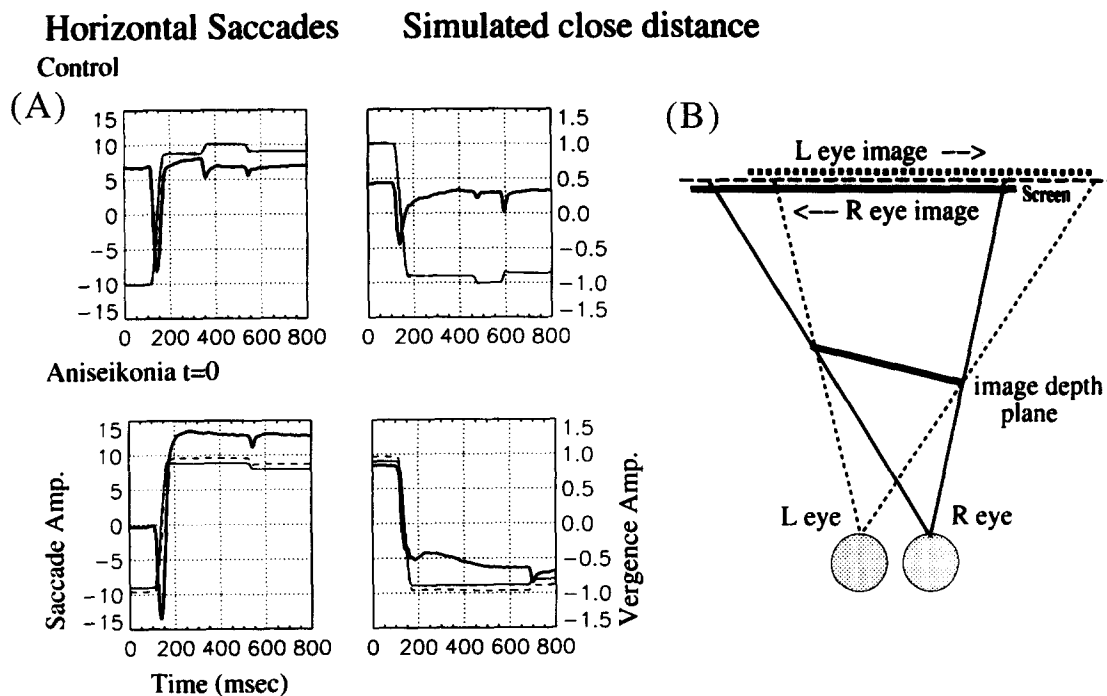 Horizontal Saccades Simulated close distance
Control
(A)
15
10
5
0
-5
-10
-15
0 200 400 600 800
1.5
1.0
0.5
0.0
-0.5
-1.0
-1.5
0 200 400 600 800
Aniseikonia t=0
Saccade Amp.
15
10
5
0
-5
-10
-15
0 200 400 600 800
Time (msec)
1.5
1.0
0.5
0.0
-0.5
-1.0
-1.5
0 200 400 600 800
Vergence Amp.
(B)
L eye image -->
Screen
<-- R eye image
image depth
plane
L eye
R eye